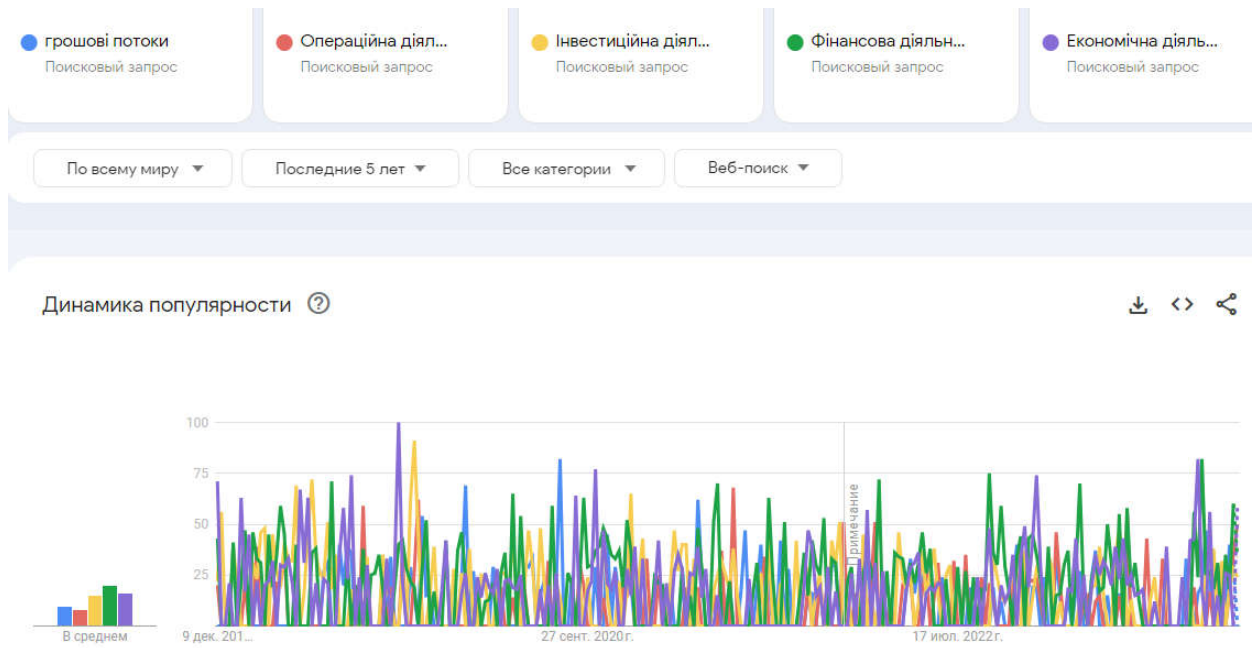 грошові потоки
Поисковый запрос
Операційна діял...
Поисковый запрос
Інвестиційна діял...
Поисковый запрос
Фінансова діяльн...
Поисковый запрос
Економічна діяль...
Поисковый запрос
По всему миру
Последние 5 лет
Все категории
Веб-поиск
Динамика популярности
100
75
50
25
Примечание
В среднем
9 дек. 201...
27 сент. 2020 г.
17 июл. 2022 г.